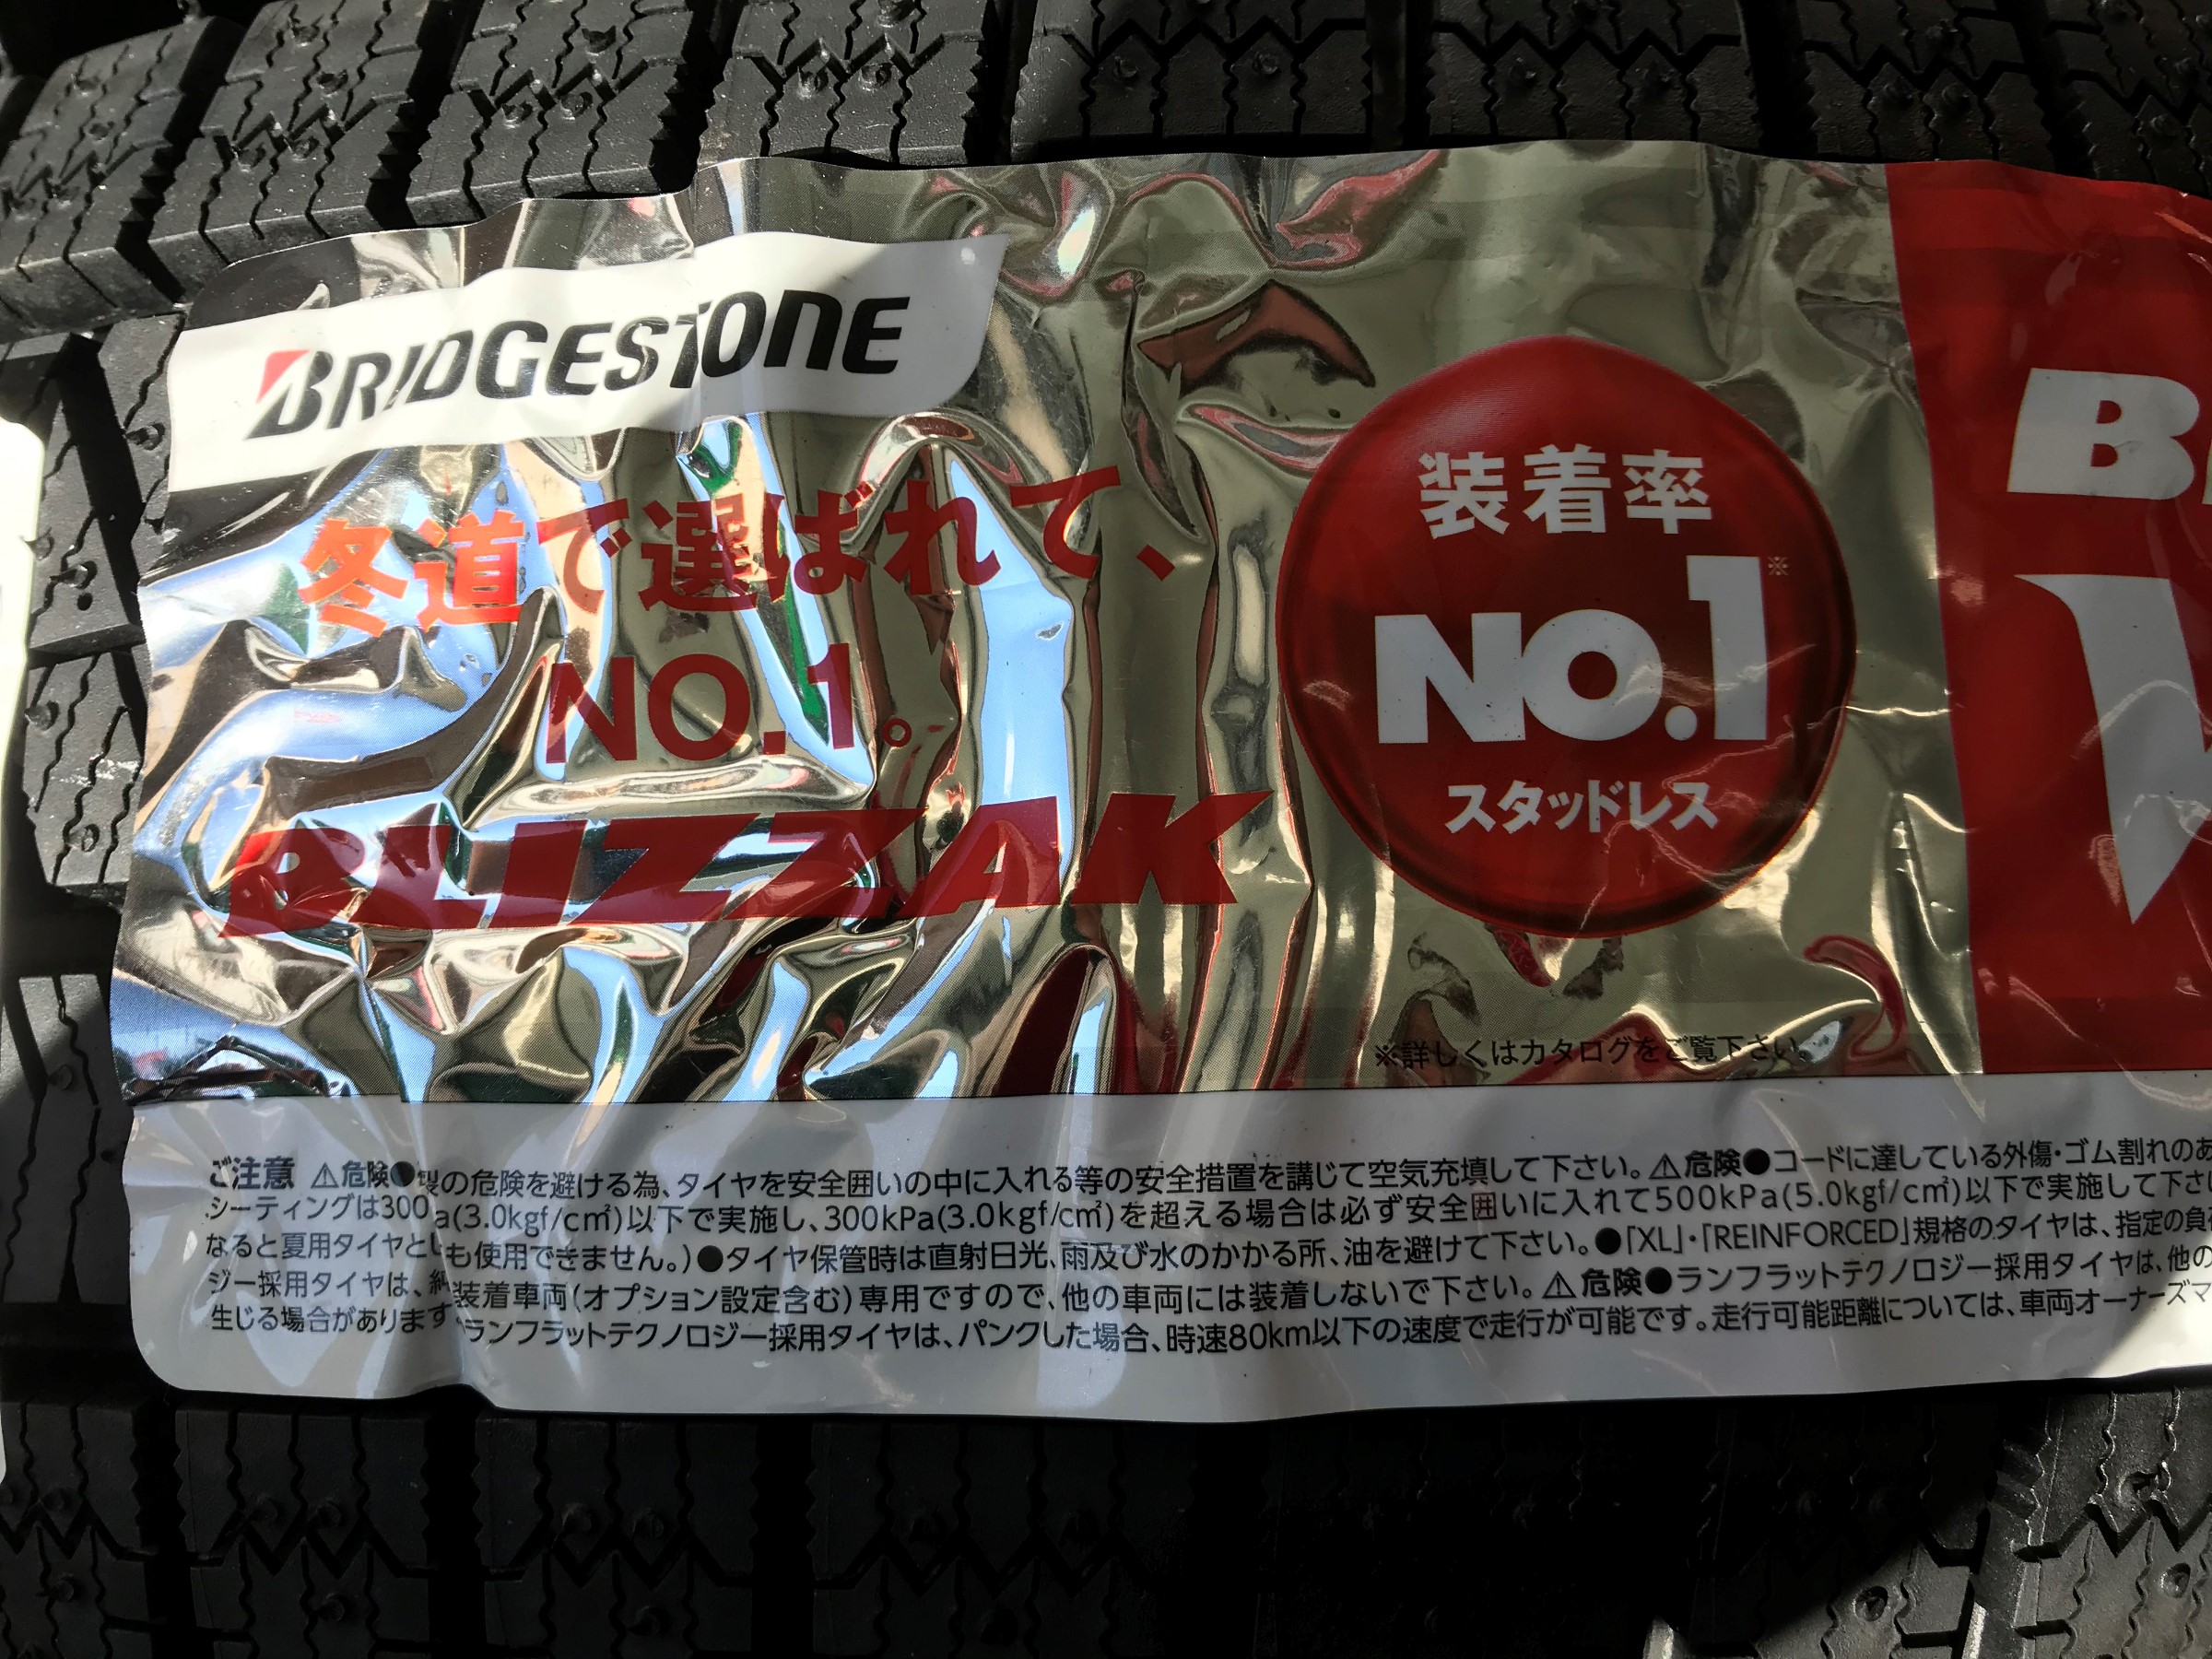 BRIDGESTONE
冬道で選ばれて、
NO.1。
BLIZZAK
装着率
NO.1※
スタッドレス
※詳しくはカタログをご覧下さい。
B
ご注意 ⚠危険●の危険を避ける為、タイヤを安全囲いの中に入れる等の安全措置を講じて空気充填して下さい。⚠危険●コードに達している外傷・ゴム割れのあ
シーティングは300a(3.0kgf/c㎡)以下で実施し、300kPa(3.0kgf/c㎡)を超える場合は必ず安全囲いに入れて500kPa(5.0kgf/c㎡)以下で実施して下さ
なると夏用タイヤとしも使用できません。)●タイヤ保管時は直射日光、雨及び水のかかる所、油を避けて下さい。●「XL」・「REINFORCED」規格のタイヤは、指定の負
ジー採用タイヤは、装着車両(オプション設定含む)専用ですので、他の車両には装着しないで下さい。⚠危険●ランフラットテクノロジー採用タイヤは、他の
生じる場合があります。ランフラットテクノロジー採用タイヤは、パンクした場合、時速80km以下の速度で走行が可能です。走行可能距離については、車両オーナーズマ